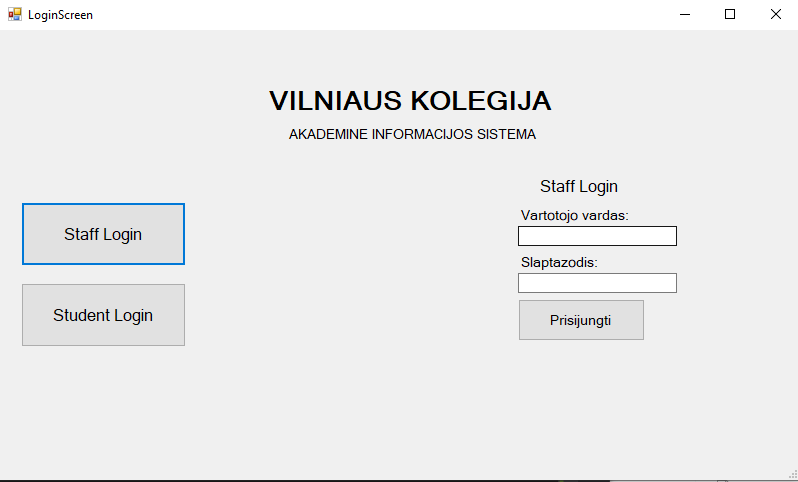 LoginScreen
VILNIAUS KOLEGIJA
AKADEMINE INFORMACIJOS SISTEMA
Staff Login
Student Login
Staff Login
Vartotojo vardas:
Slaptazodis:
Prisijungti